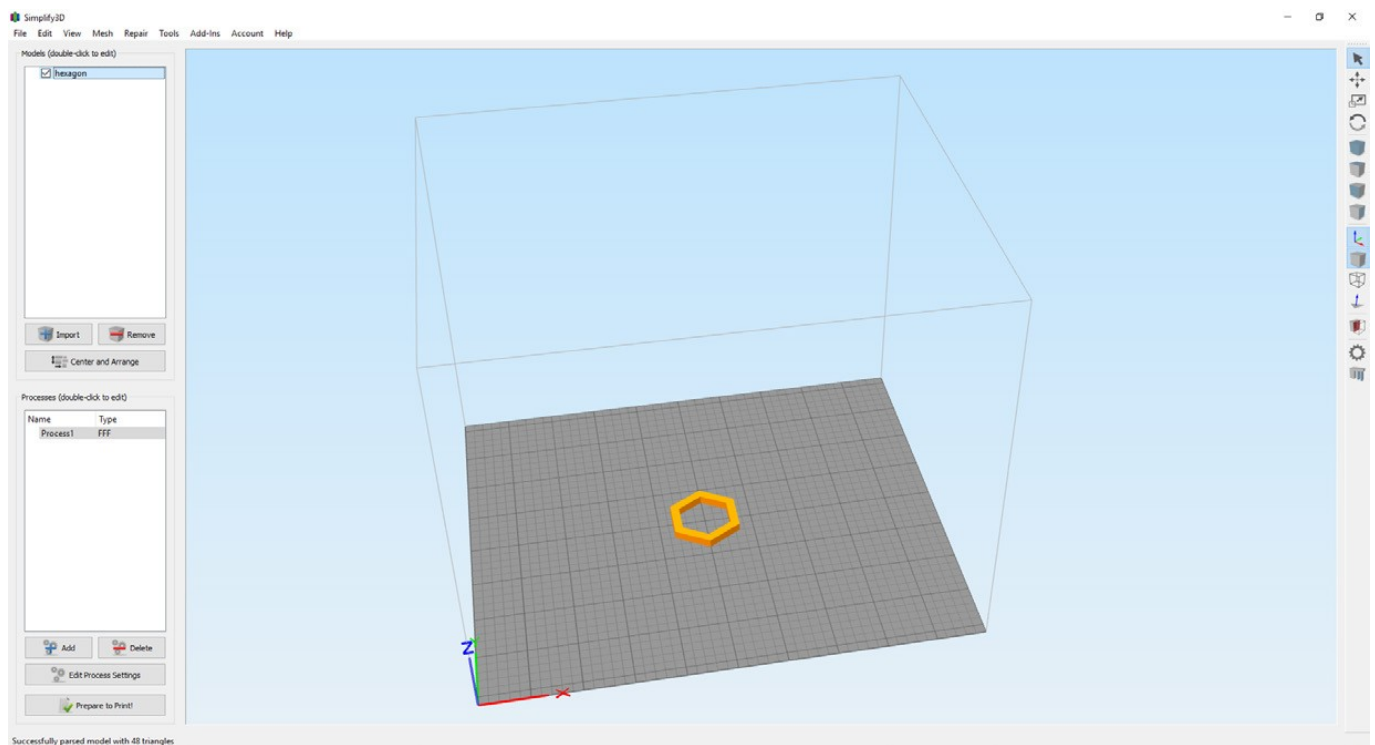 Simplify3D
File Edit View Mesh Repair Tools Add-Ins Account Help
Models (double-click to edit)
hexagon
Import Remove
Center and Arrange
Processes (double-click to edit)
Name Type
Process1 FFF
Add Delete
Edit Process Settings
Prepare to Print!
Z
X
Successfully parsed model with 48 triangles